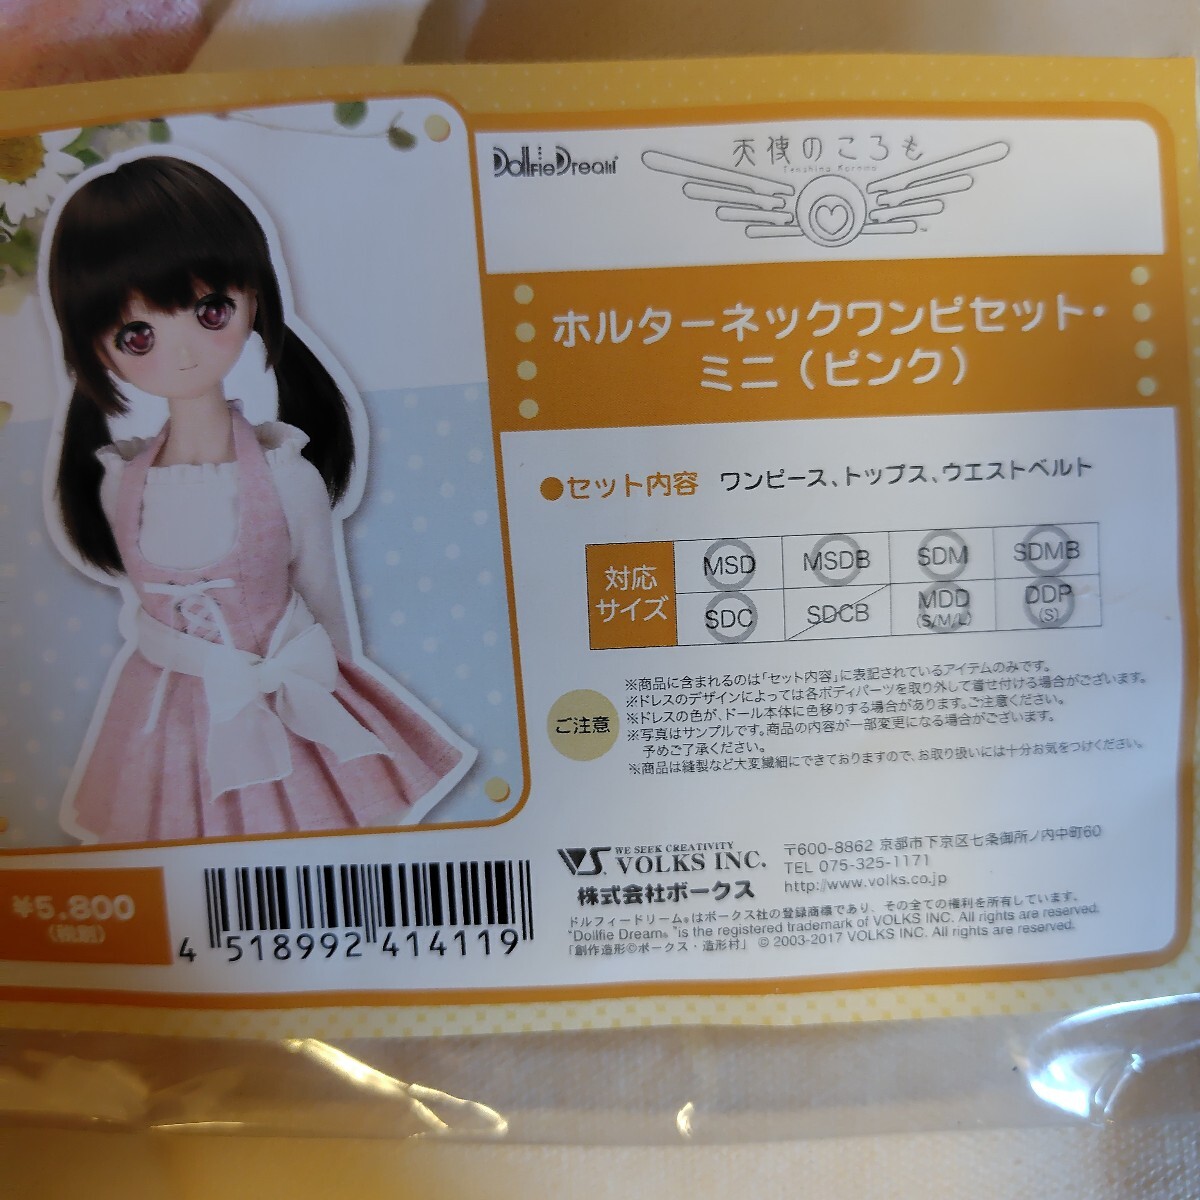 DollfieDream®
天使のころも
Tenshino Koromo
ホルターネックワンピセット・
ミニ（ピンク）
●セット内容 ワンピース、トップス、ウエストベルト
対応
サイズ
MSD MSDB SDM SDMB
SDC SDCB MDD DDP
(S/M/L) (S)
ご注意
※商品に含まれるのは「セット内容」に表記されているアイテムのみです。
※ドレスのデザインによっては各ボディパーツを取り外して着せ付ける場合がございます。
※ドレスの色が、ドール本体に色移りする場合があります。ご注意ください。
※写真はサンプルです。商品の内容が一部変更になる場合がございます。
予めご了承ください。
※商品は縫製など大変繊細にできておりますので、お取り扱いには十分お気をつけください。
WE SEEK CREATIVITY
VOLKS INC.
株式会社ボークス
〒600-8862 京都市下京区七条御所ノ内中町60
TEL 075-325-1171
http://www.volks.co.jp
ドルフィードリーム®はボークス社の登録商標であり、その全ての権利を所有しています。
"Dollfie Dream® "is the registered trademark of VOLKS INC. All rights are reserved.
「創作造形©ボークス・造形村」 © 2003-2017 VOLKS INC. All rights are reserved.
¥5,800
（税別）
4 518992 414119